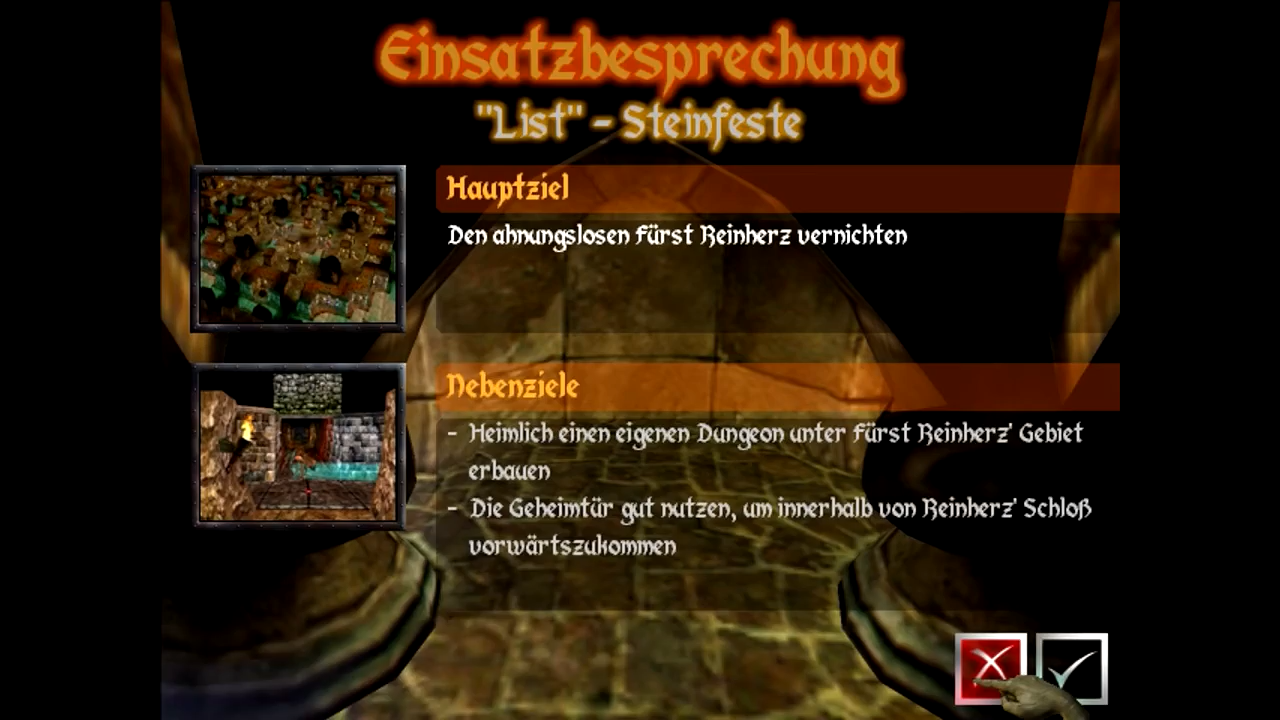 Einsatzbesprechung
"List" - Steinfeste
Hauptziel
Den ahnungslosen Fürst Reinherz vernichten
Nebenziele
- Heimlich einen eigenen Dungeon unter Fürst Reinherz' Gebiet
erbauen
- Die Geheimtür gut nutzen, um innerhalb von Reinherz' Schloß
vorwärtszukommen